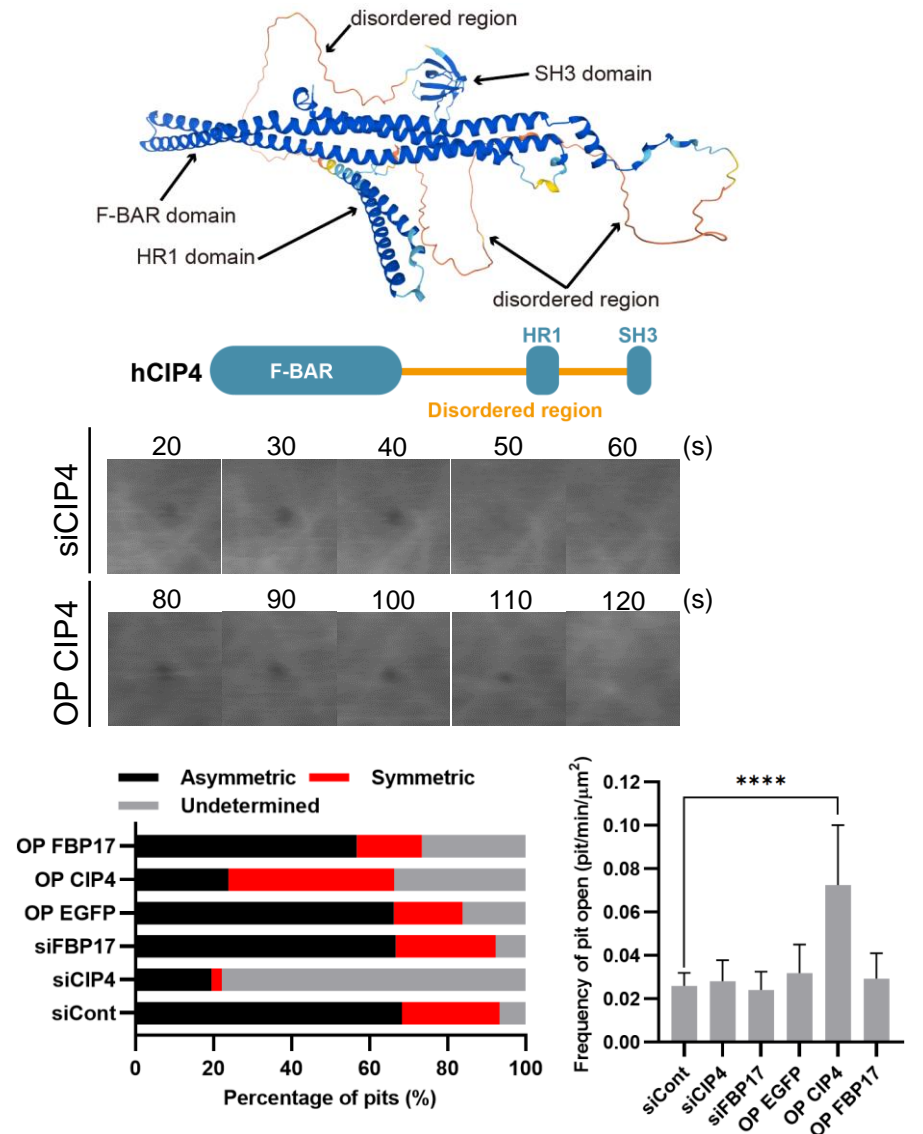 disordered region
SH3 domain
F-BAR domain
HR1 domain
disordered region
HR1 SH3
hCIP4 F-BAR
Disordered region
siCIP4
20 30 40 50 60 (s)
OP CIP4
80 90 100 110 120 (s)
Asymmetric Symmetric
Undetermined
OP FBP17
OP CIP4
OP EGFP
siFBP17
siCIP4
siCont
0 20 40 60 80 100
Percentage of pits (%)
Frequency of pit open (pit/min/μm²)
0.12
0.10
0.08
0.06
0.04
0.02
0.00
****
siCont siCIP4 siFBP17 OP EGFP OP CIP4 OP FBP17